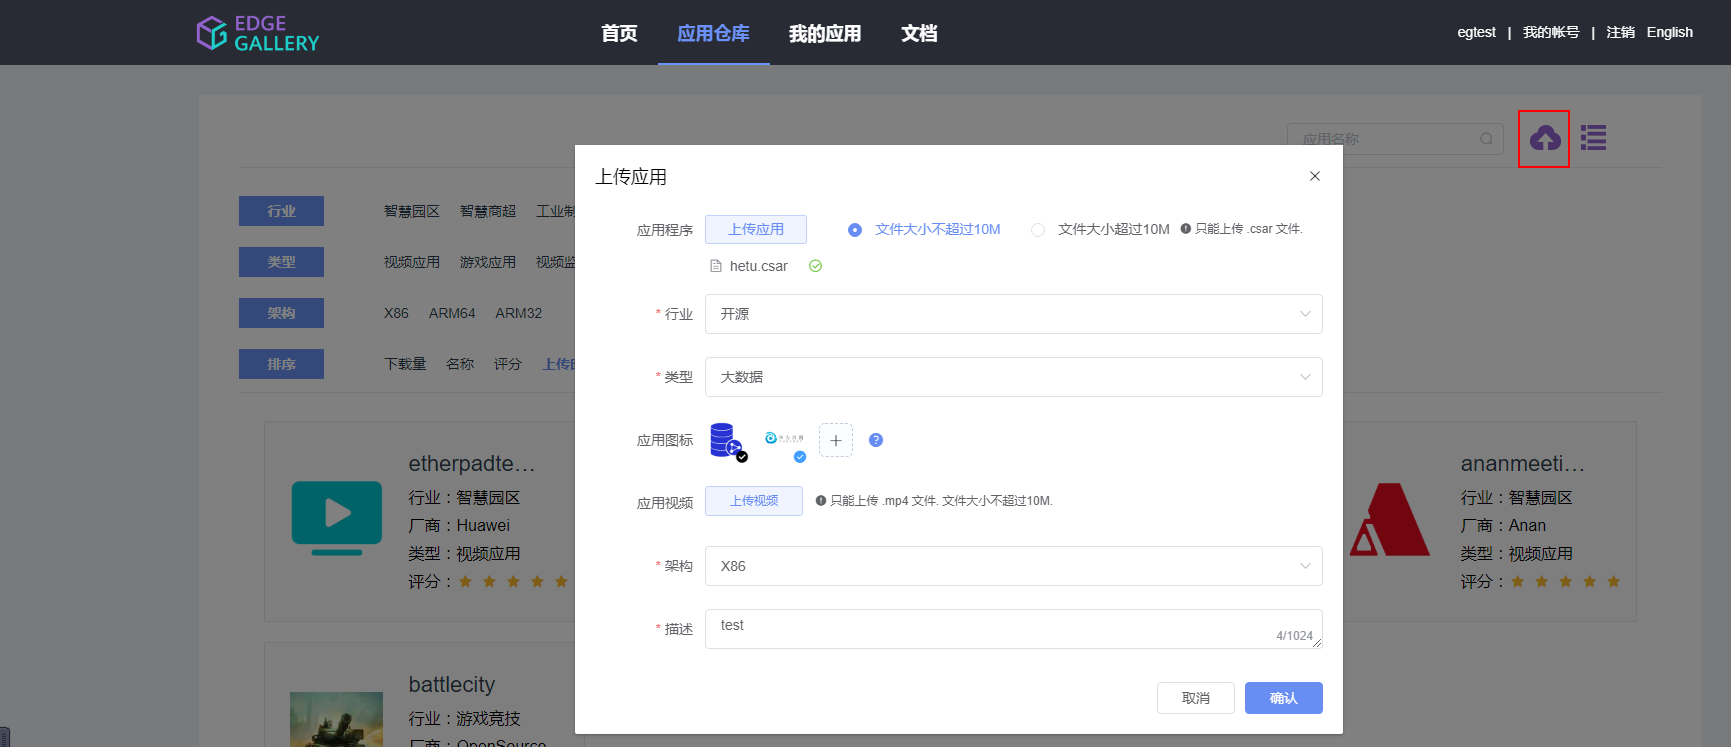 EDGE GALLERY
首页 应用仓库 我的应用 文档
egtest | 我的帐号 | 注销 English
应用名称
行业 智慧园区 智慧商超 工业制
类型 视频应用 游戏应用 视频监
架构 X86 ARM64 ARM32
排序 下载量 名称 评分 上传时
上传应用
应用程序 上传应用 文件大小不超过10M 文件大小超过10M 只能上传 .csar 文件.
hetu.csar
* 行业 开源
* 类型 大数据
应用图标
应用视频 上传视频 只能上传 .mp4 文件. 文件大小不超过10M.
* 架构 X86
* 描述 test
4/1024
取消 确认
etherpadte...
行业：智慧园区
厂商：Huawei
类型：视频应用
评分：
ananmeeti...
行业：智慧园区
厂商：Anan
类型：视频应用
评分：
battlecity
行业：游戏竞技
厂商：OpenSource